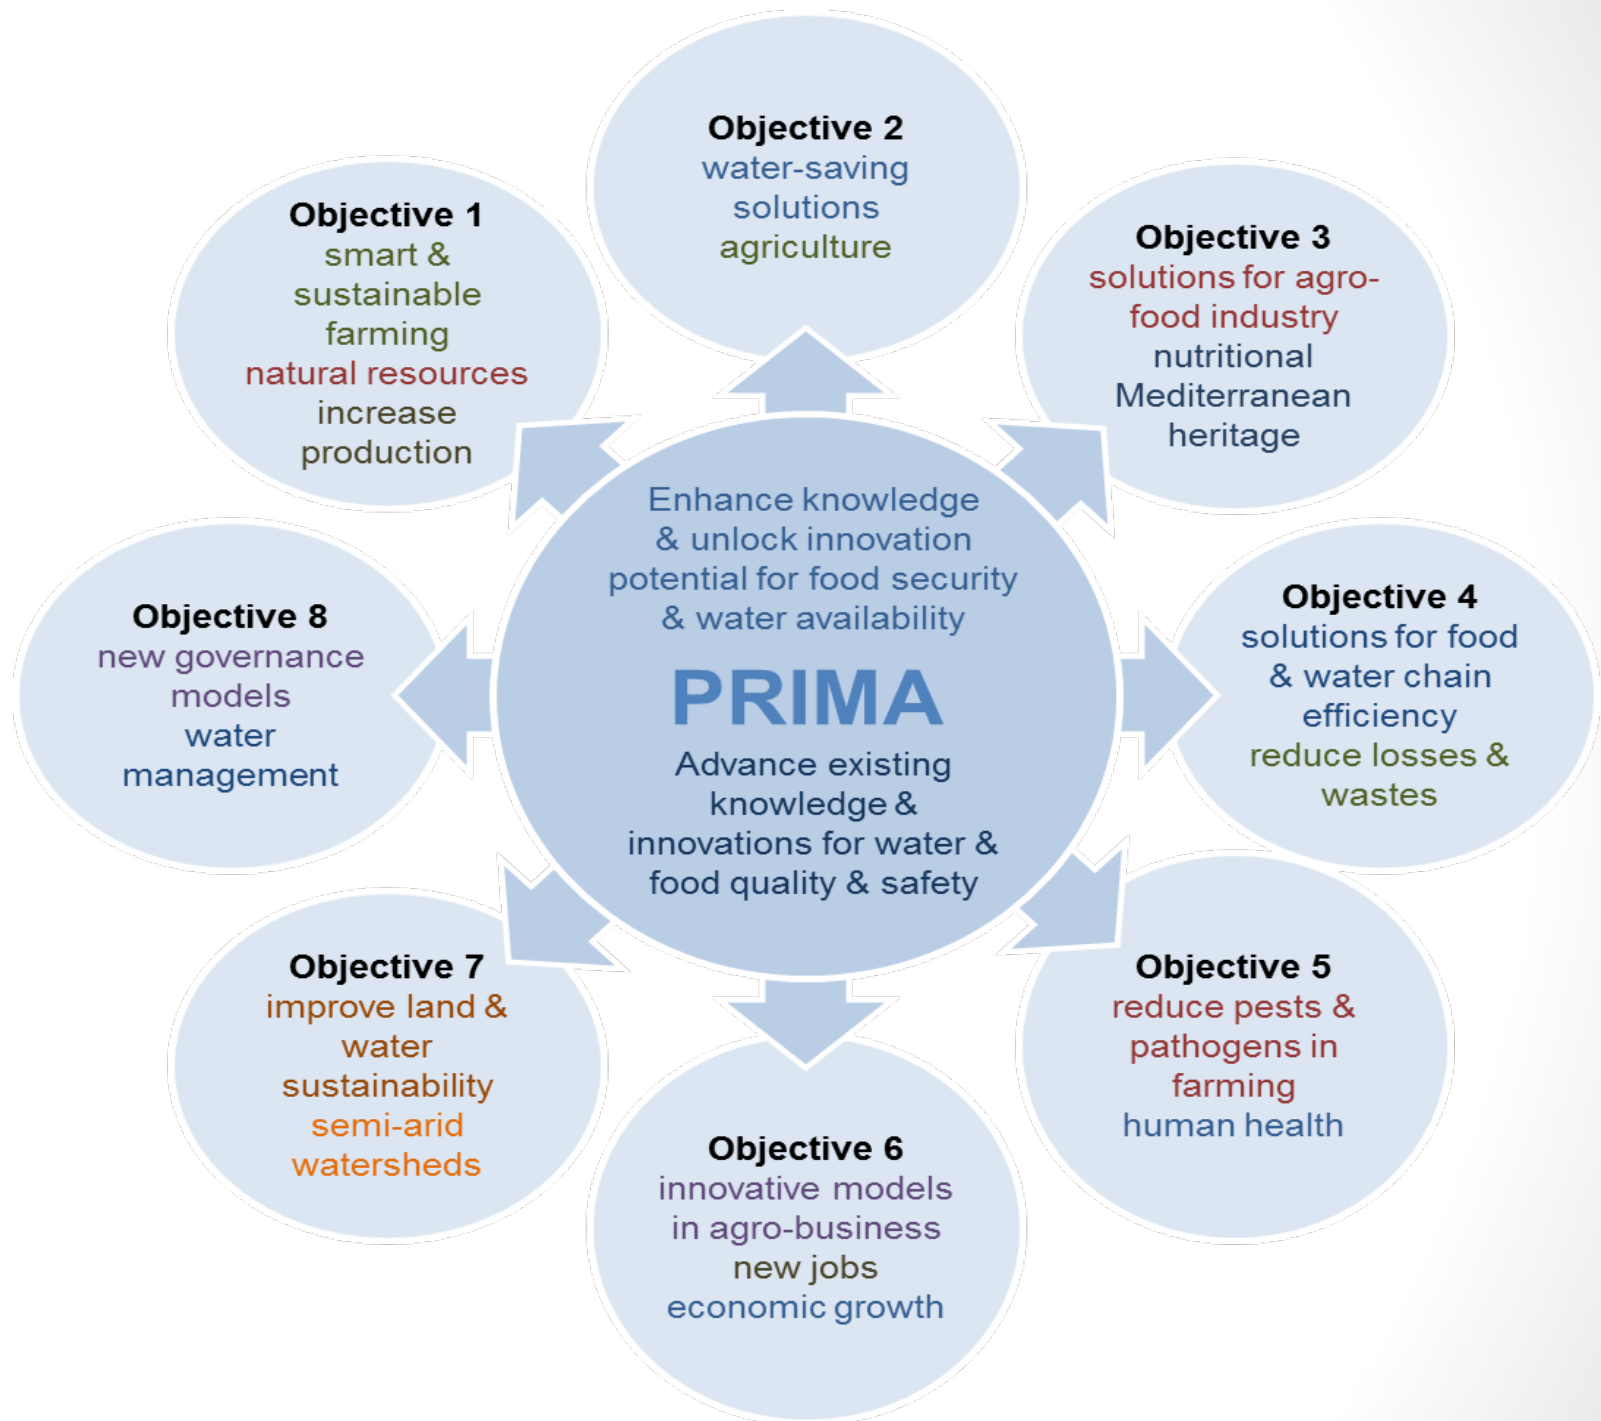 Objective 1
smart &
sustainable
farming
natural resources
increase
production
Objective 2
water-saving
solutions
agriculture
Objective 3
solutions for agro-
food industry
nutritional
Mediterranean
heritage
Objective 4
solutions for food
& water chain
efficiency
reduce losses &
wastes
Objective 5
reduce pests &
pathogens in
farming
human health
Objective 6
innovative models
in agro-business
new jobs
economic growth
Objective 7
improve land &
water
sustainability
semi-arid
watersheds
Objective 8
new governance
models
water
management
Enhance knowledge
& unlock innovation
potential for food security
& water availability
PRIMA
Advance existing
knowledge &
innovations for water &
food quality & safety